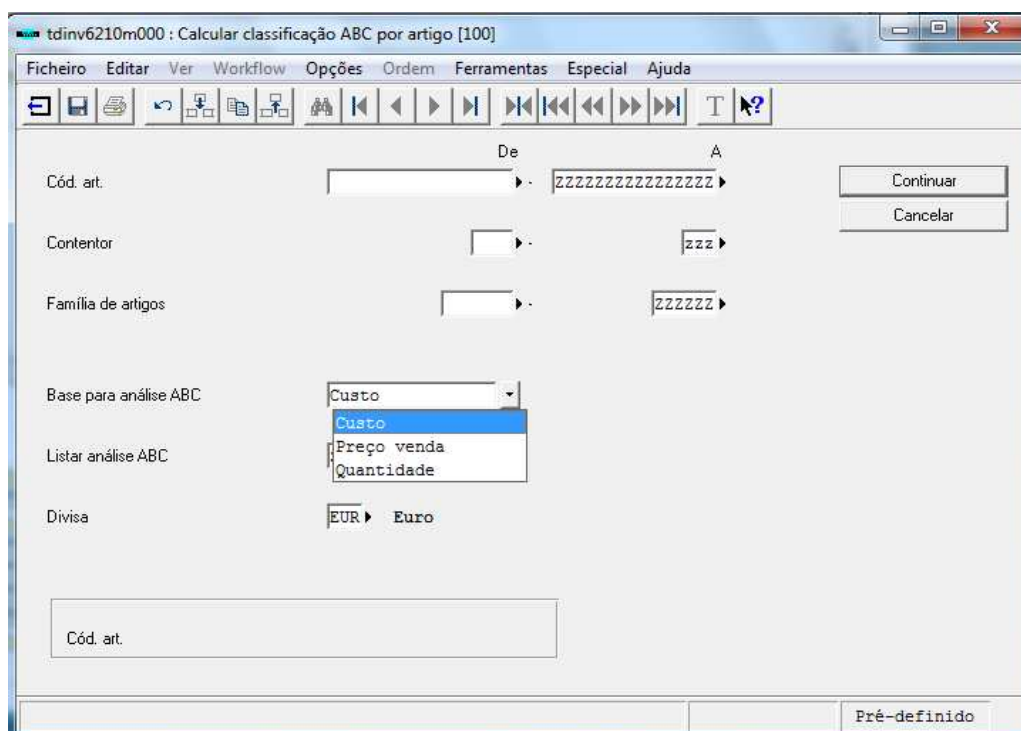 tdinv6210m000 : Calcular classificação ABC por artigo [100]
Ficheiro Editar Ver Workflow Opções Ordem Ferramentas Especial Ajuda
T ?
De A
Cód. art. - ZZZZZZZZZZZZZZZZ Continuar
Cancelar
Contentor - zzz
Família de artigos - ZZZZZZ
Base para análise ABC Custo
Custo
Preço venda
Listar análise ABC
Quantidade
Divisa EUR Euro
Cód. art.
Pré-definido